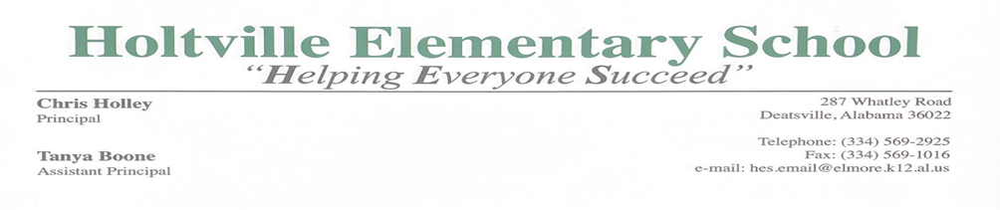 Holtville Elementary School
“Helping Everyone Succeed”
Chris Holley
Principal
Tanya Boone
Assistant Principal
287 Whatley Road
Deatsville, Alabama 36022
Telephone: (334) 569-2925
Fax: (334) 569-1016
e-mail: hes.email@elmore.k12.al.us